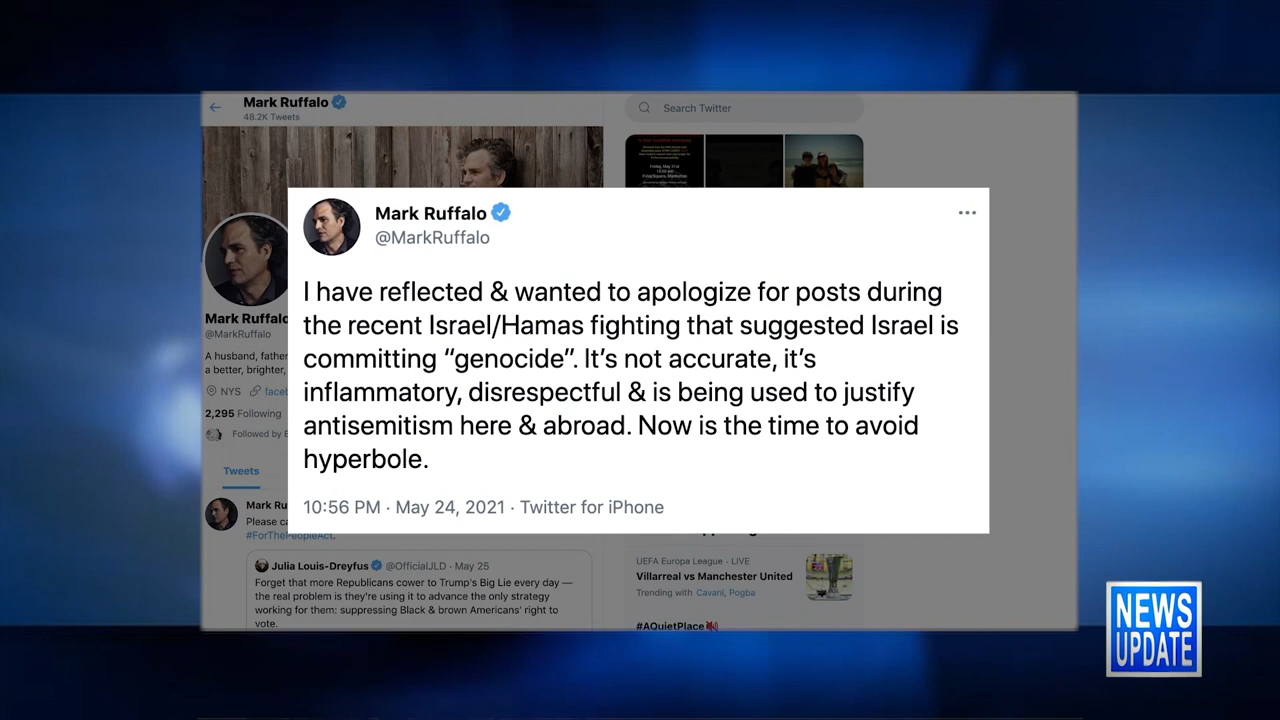 Mark Ruffalo
48.2K Tweets
Search Twitter
Mark Ruffalo
@MarkRuffalo
I have reflected & wanted to apologize for posts during
the recent Israel/Hamas fighting that suggested Israel is
committing “genocide”. It’s not accurate, it’s
inflammatory, disrespectful & is being used to justify
antisemitism here & abroad. Now is the time to avoid
hyperbole.
10:56 PM · May 24, 2021 · Twitter for iPhone
Mark Ruffalo
@MarkRuffalo
A husband, father
a better, brighter,
NYS
2,295 Following
Followed by
Tweets
Mark Ru
Please ca
#ForThePeopleAct.
Julia Louis-Dreyfus @OfficialJLD · May 25
Forget that more Republicans cower to Trump's Big Lie every day —
the real problem is they're using it to advance the only strategy
working for them: suppressing Black & brown Americans' right to
vote.
UEFA Europa League · LIVE
Villarreal vs Manchester United
Trending with Cavani, Pogba
#AQuietPlace
NEWS
UPDATE